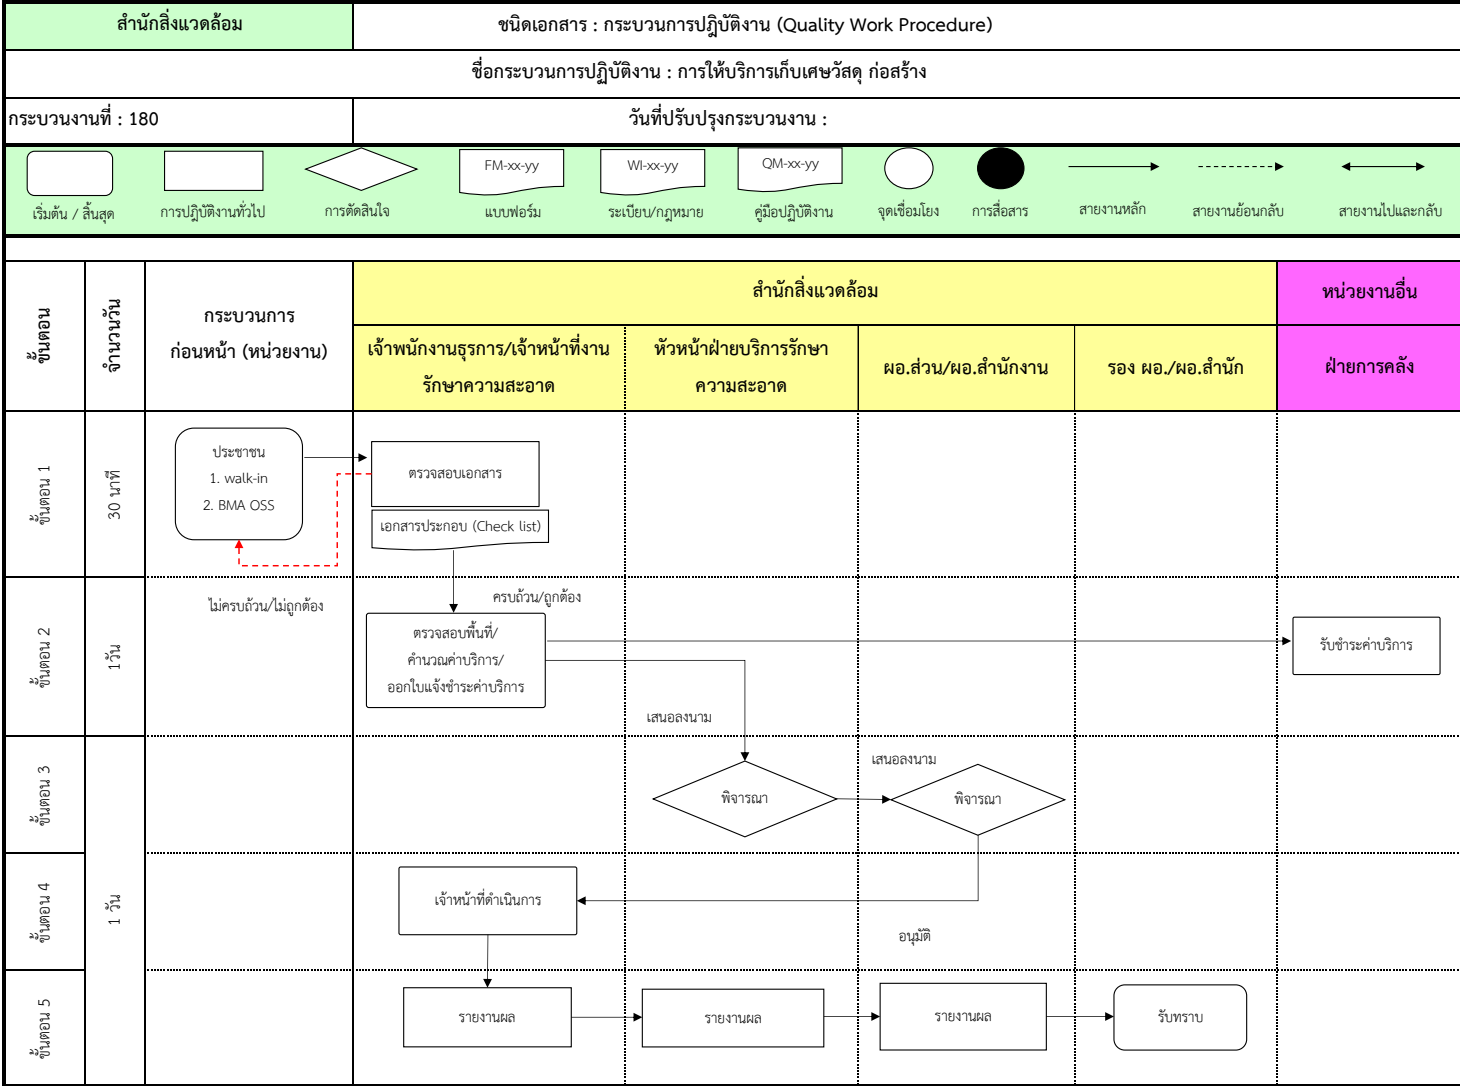 สำนักสิ่งแวดล้อม
ชนิดเอกสาร : กระบวนการปฎิบัติงาน (Quality Work Procedure)
ชื่อกระบวนการปฏิบัติงาน : การให้บริการเก็บเศษวัสดุ ก่อสร้าง
กระบวนงานที่ : 180
วันที่ปรับปรุงกระบวนงาน :
FM-xx-yy
WI-xx-yy
QM-xx-yy
เริ่มต้น / สิ้นสุด
การปฎิบัติงานทั่วไป
การตัดสินใจ
แบบฟอร์ม
ระเบียบ/กฎหมาย
คู่มือปฏิบัติงาน
จุดเชื่อมโยง
การสื่อสาร
สายงานหลัก
สายงานย้อนกลับ
สายงานไปและกลับ
ขั้นตอน
จำนวนวัน
กระบวนการ
ก่อนหน้า (หน่วยงาน)
สำนักสิ่งแวดล้อม
หน่วยงานอื่น
เจ้าพนักงานธุรการ/เจ้าหน้าที่งาน
รักษาความสะอาด
หัวหน้าฝ่ายบริการรักษา
ความสะอาด
ผอ.ส่วน/ผอ.สำนักงาน
รอง ผอ./ผอ.สำนัก
ฝ่ายการคลัง
ขั้นตอน 1
30 นาที
ประชาชน
1. walk-in
2. BMA OSS
ตรวจสอบเอกสาร
เอกสารประกอบ (Check list)
ขั้นตอน 2
1วัน
ไม่ครบถ้วน/ไม่ถูกต้อง
ครบถ้วน/ถูกต้อง
ตรวจสอบพื้นที่/
คำนวณค่าบริการ/
ออกใบแจ้งชำระค่าบริการ
รับชำระค่าบริการ
เสนอลงนาม
ขั้นตอน 3
เสนอลงนาม
พิจารณา
พิจารณา
ขั้นตอน 4
1 วัน
เจ้าหน้าที่ดำเนินการ
อนุมัติ
ขั้นตอน 5
รายงานผล
รายงานผล
รายงานผล
รับทราบ